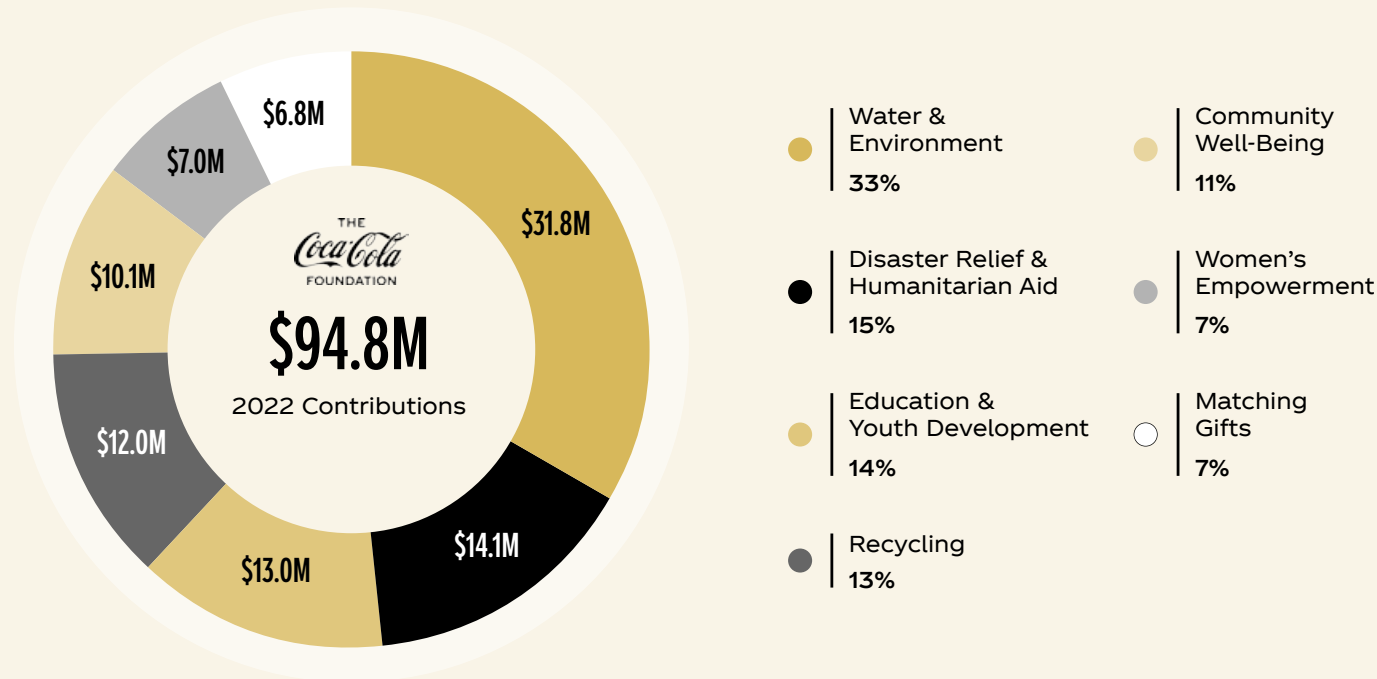 $6.8M
$7.0M
$31.8M
$10.1M
$12.0M
$13.0M
$14.1M
THE
Coca-Cola
FOUNDATION
$94.8M
2022 Contributions
Water &
Environment
33%
Disaster Relief &
Humanitarian Aid
15%
Education &
Youth Development
14%
Recycling
13%
Community
Well-Being
11%
Women’s
Empowerment
7%
Matching
Gifts
7%